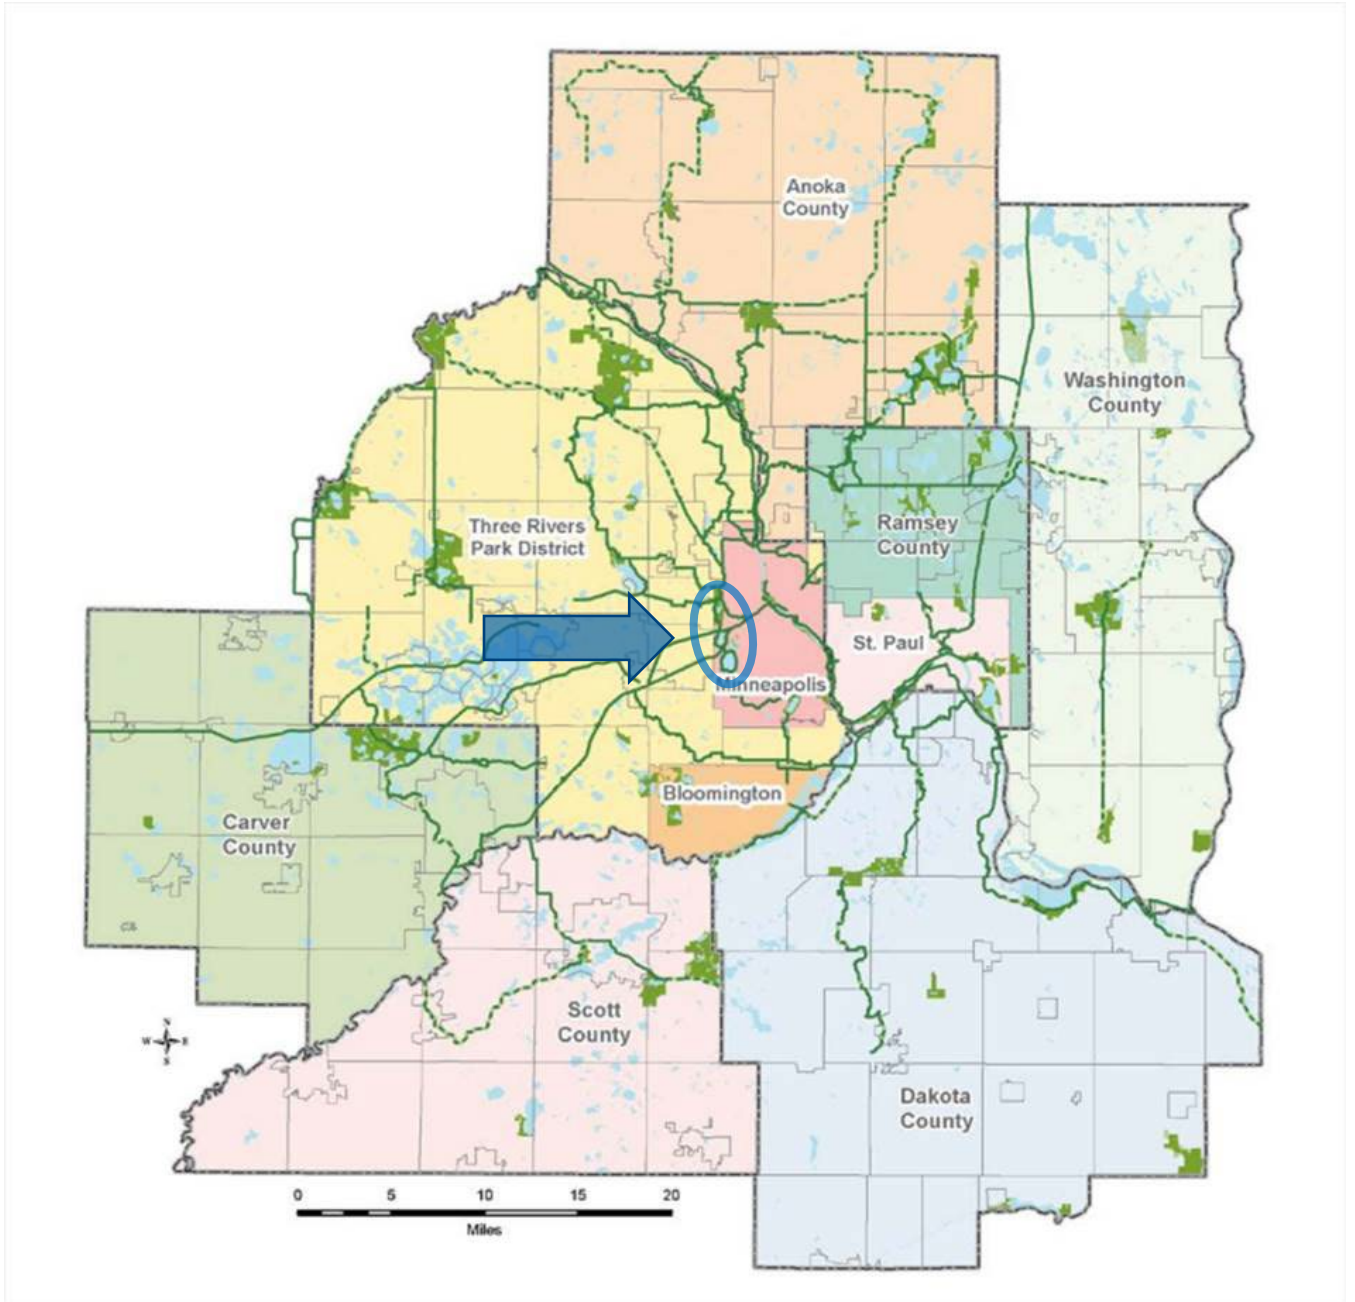 Anoka
County
Washington
County
Three Rivers
Park District
Ramsey
County
St. Paul
Minneapolis
Bloomington
Carver
County
Scott
County
N
W E
S
Dakota
County
0 5 10 15 20
Miles